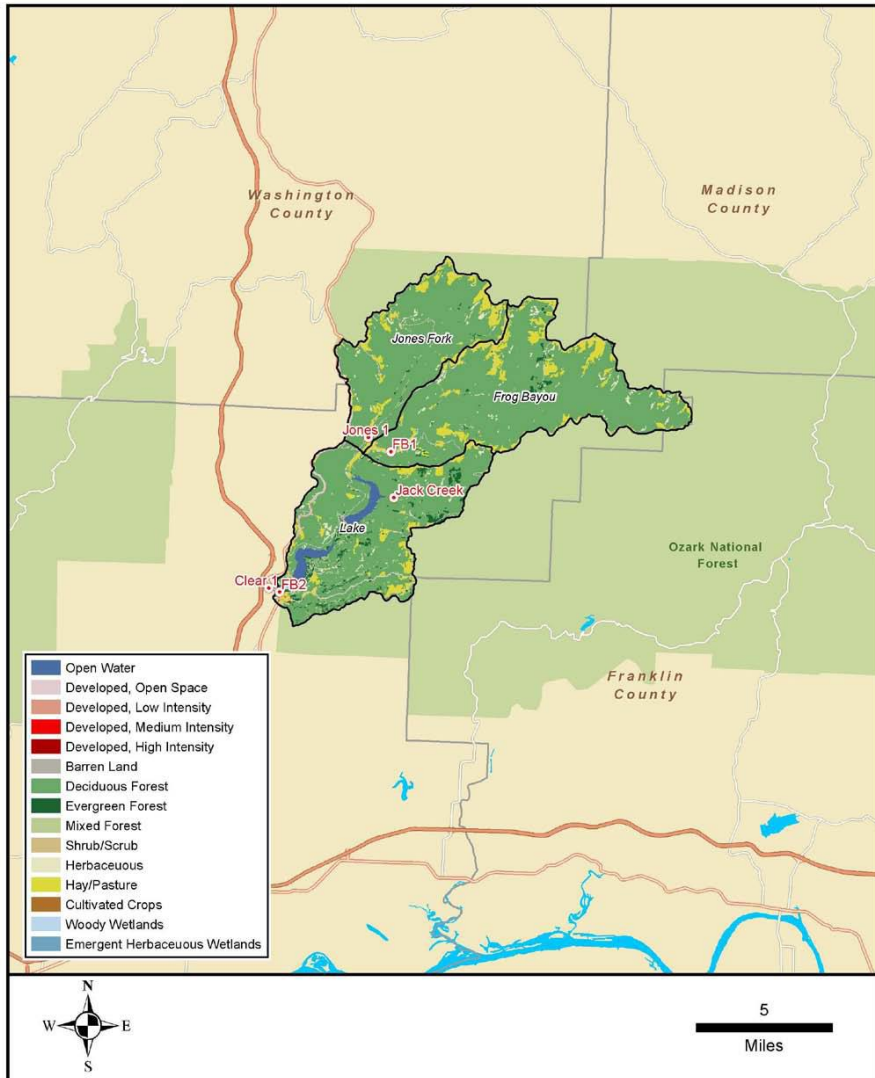 Washington
County
Madison
County
Jones Fork
Frog Bayou
Jones 1
FB1
Jack Creek
Lake
Ozark National
Forest
Clear 1
FB2
Franklin
County
Open Water
Developed, Open Space
Developed, Low Intensity
Developed, Medium Intensity
Developed, High Intensity
Barren Land
Deciduous Forest
Evergreen Forest
Mixed Forest
Shrub/Scrub
Herbaceuous
Hay/Pasture
Cultivated Crops
Woody Wetlands
Emergent Herbaceuous Wetlands
N
W
E
S
5
Miles